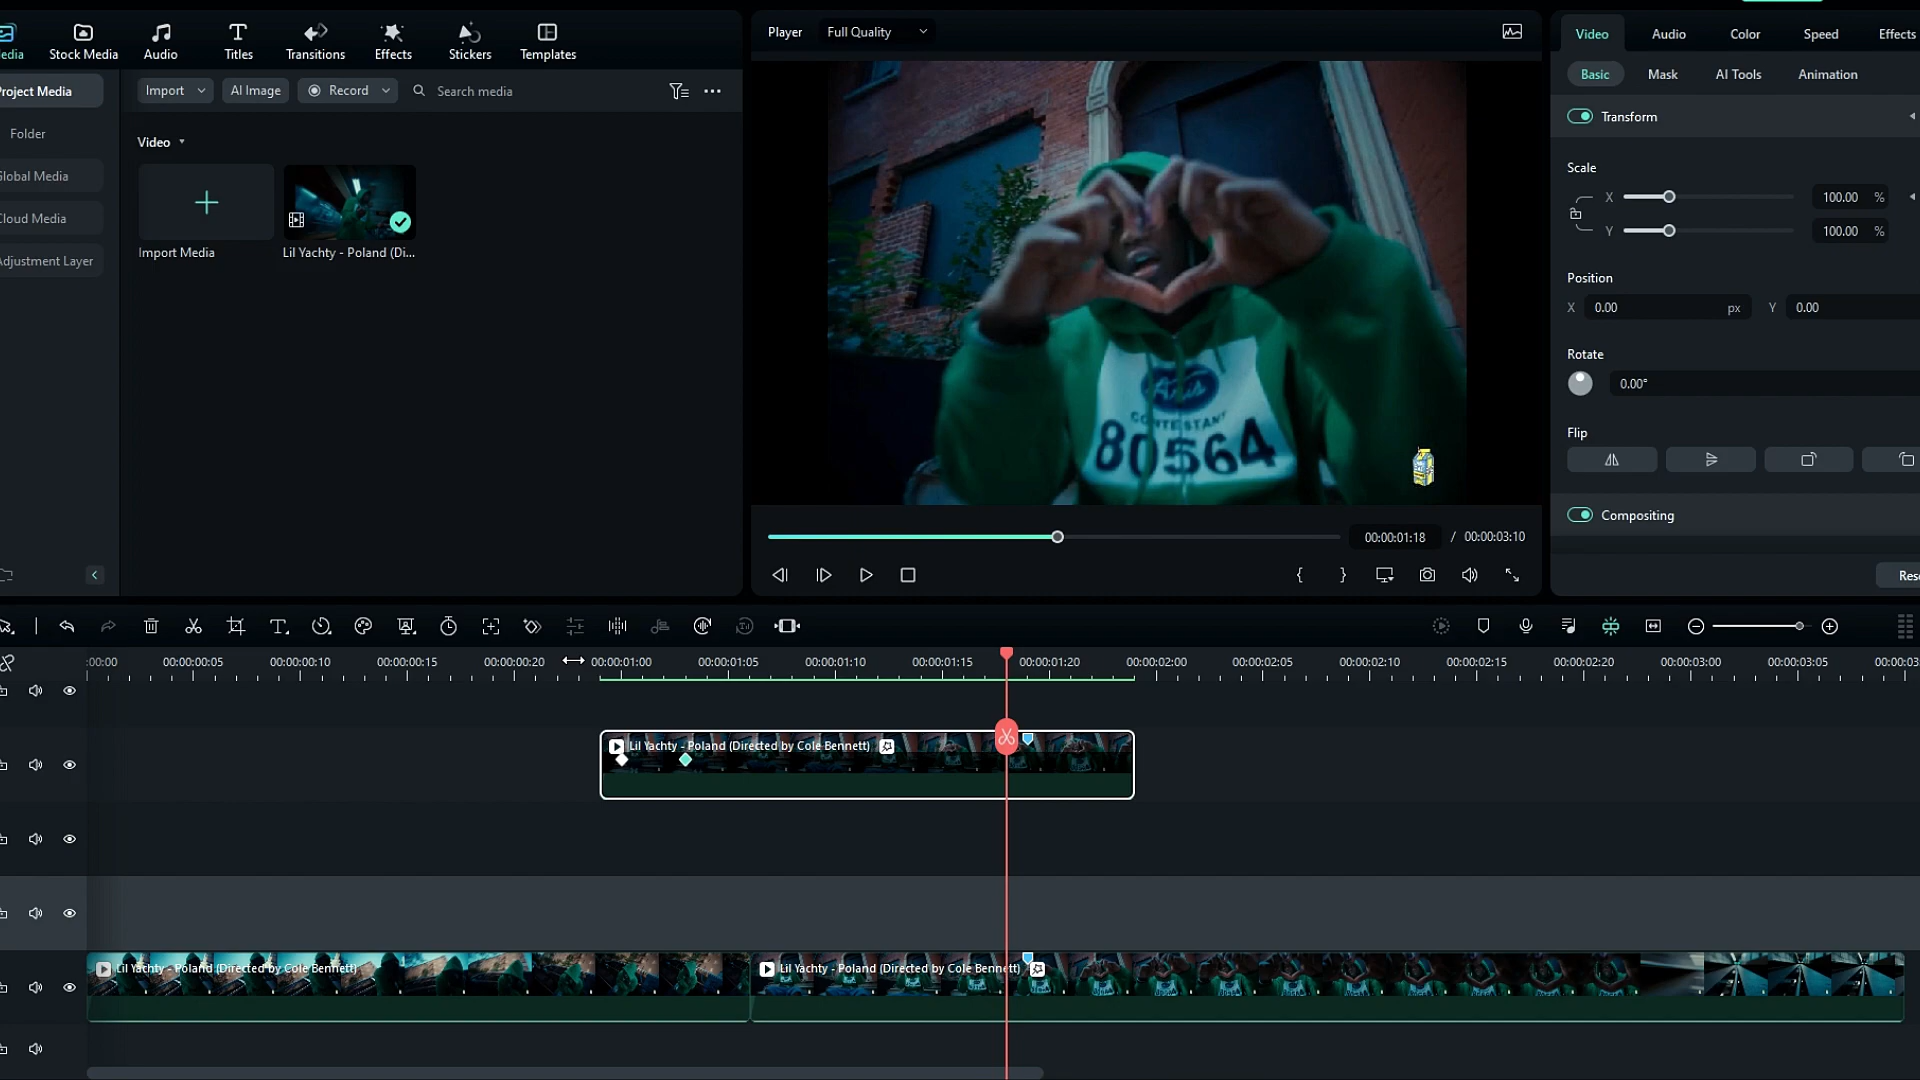 edia
Stock Media
Audio
Titles
Transitions
Effects
Stickers
Templates
Project Media
Folder
Global Media
Cloud Media
Adjustment Layer
Import
AI Image
Record
Search media
Video
Import Media
Lil Yachty - Poland (Di...
Player
Full Quality
CONTESTANT
80564
00:00:01:18 / 00:00:03:10
Video
Audio
Color
Speed
Effects
Basic
Mask
AI Tools
Animation
Transform
Scale
X 100.00 %
Y 100.00 %
Position
X 0.00 px Y 0.00
Rotate
0.00°
Flip
Compositing
Rese
:00:00 00:00:00:05 00:00:00:10 00:00:00:15 00:00:00:20 00:00:01:00 00:00:01:05 00:00:01:10 00:00:01:15 00:00:01:20 00:00:02:00 00:00:02:05 00:00:02:10 00:00:02:15 00:00:02:20 00:00:03:00 00:00:03:05 00:00:03:
Lil Yachty - Poland (Directed by Cole Bennett)
Lil Yachty - Poland (Directed by Cole Bennett)
Lil Yachty - Poland (Directed by Cole Bennett)